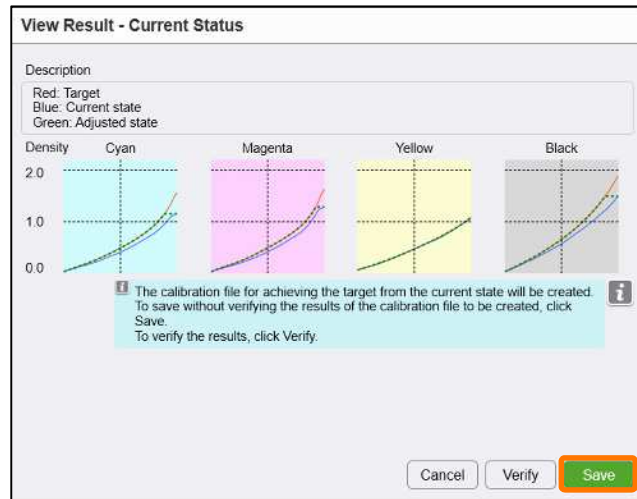 View Result - Current Status
Description
Red: Target
Blue: Current state
Green: Adjusted state
Density Cyan Magenta Yellow Black
2.0
1.0
0.0
The calibration file for achieving the target from the current state will be created.
To save without verifying the results of the calibration file to be created, click
Save.
To verify the results, click Verify.
Cancel Verify Save